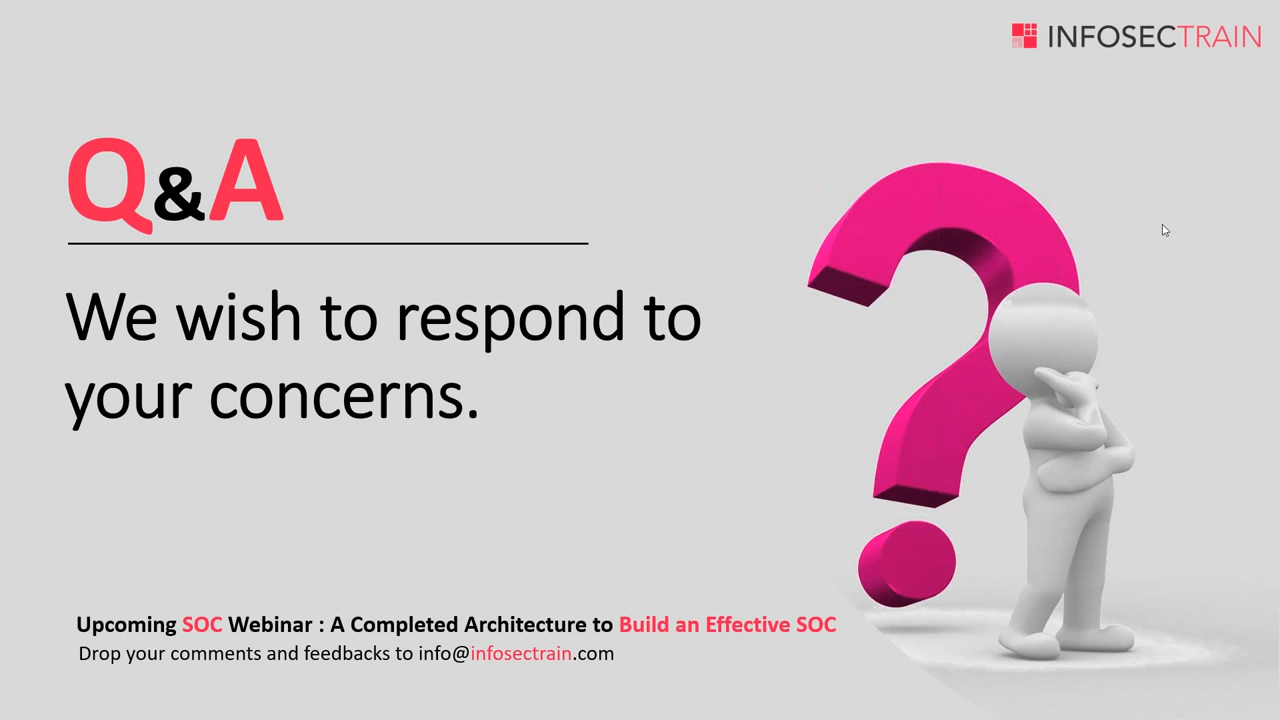 INFOSECTRAIN
Q&A
We wish to respond to
your concerns.
Upcoming SOC Webinar : A Completed Architecture to Build an Effective SOC
Drop your comments and feedbacks to info@infosectrain.com